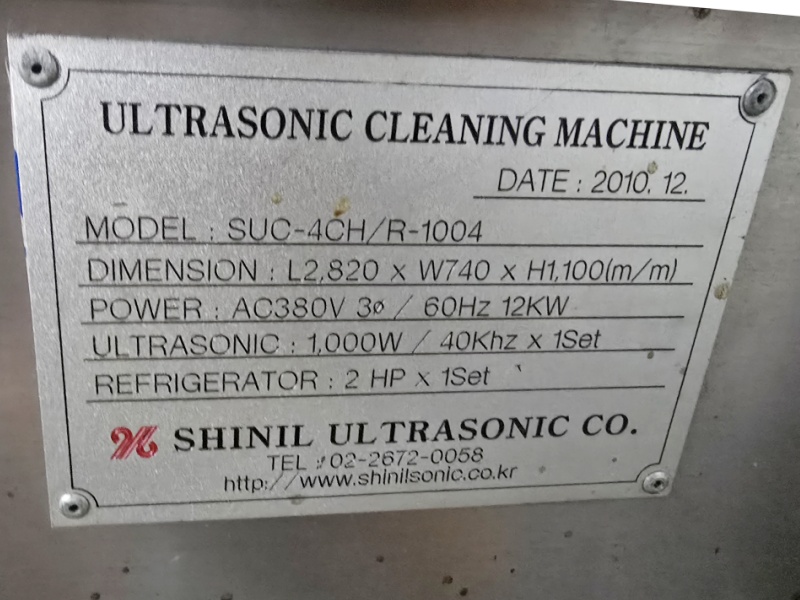 ULTRASONIC CLEANING MACHINE
DATE : 2010. 12.
MODEL : SUC-4CH/R-1004
DIMENSION : L2,820 x W740 x H1,100(m/m)
POWER : AC380V 3ø / 60Hz 12KW
ULTRASONIC : 1,000W / 40Khz x 1Set
REFRIGERATOR : 2 HP x 1Set
SHINIL ULTRASONIC CO.
TEL : 02-2672-0058
http://www.shinilsonic.co.kr